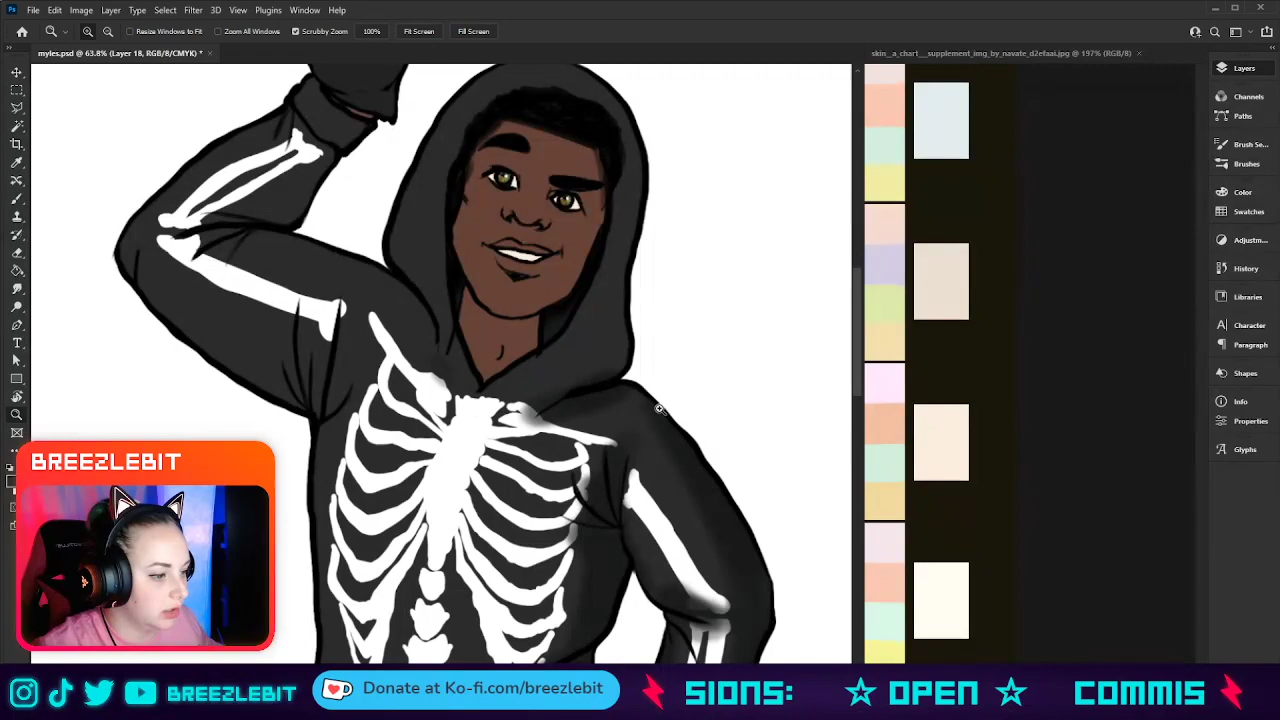 Ps File Edit Image Layer Type Select Filter 3D View Plugins Window Help
Resize Windows to Fit Zoom All Windows Scrubby Zoom 100% Fit Screen Fill Screen
myles.psd @ 63.8% (Layer 18, RGB/8/CMYK) * ×
skin__a_chart__supplement_img_by_navate_d2efaai.jpg @ 197% (RGB/8) ×
Layers
Channels
Paths
Brush Se...
Brushes
Color
Swatches
Adjustm...
History
Libraries
Character
Paragraph
Shapes
Info
Properties
Glyphs
BREEZLEBIT
BREEZLEBIT
Donate at Ko-fi.com/breezlebit
SIONS: ☆ OPEN ☆ COMMIS